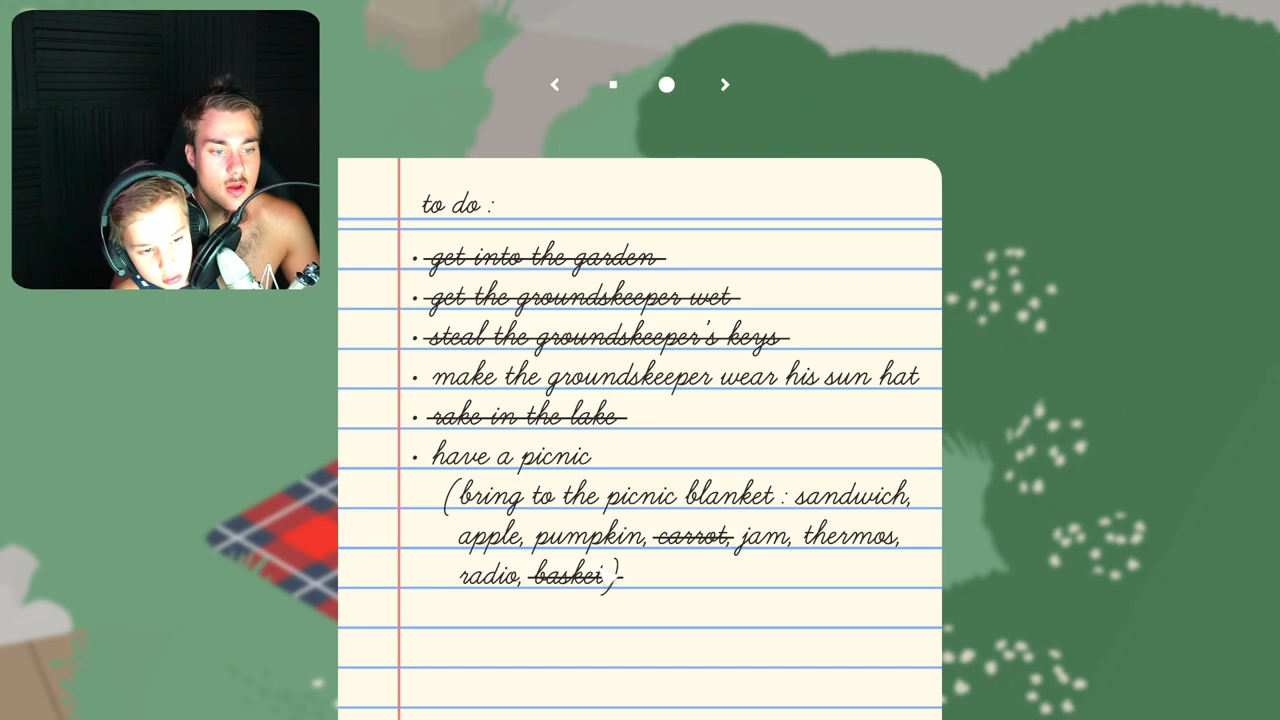 to do :
• get into the garden
• get the groundskeeper wet
• steal the groundskeeper's keys
• make the groundskeeper wear his sun hat
• rake in the lake
• have a picnic
(bring to the picnic blanket : sandwich,
apple, pumpkin, carrot, jam, thermos,
radio, basket)